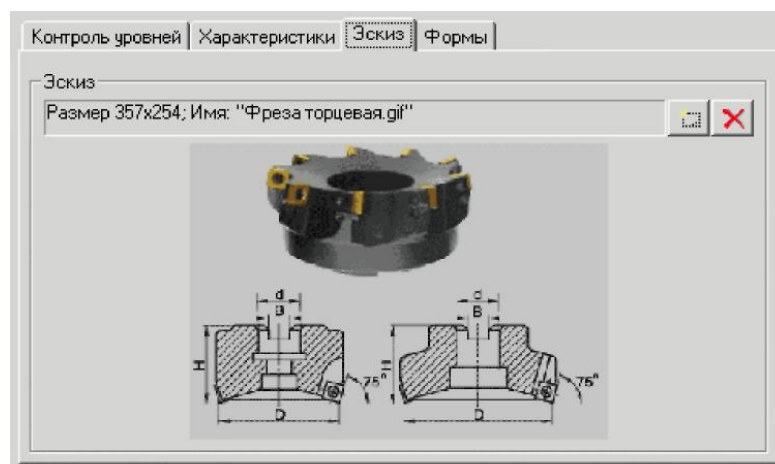 Контроль уровней Характеристики Эскиз Формы
Эскиз
Размер 357x254; Имя: "Фреза торцевая.gif"
d d
B B
H H
75° 75°
D D